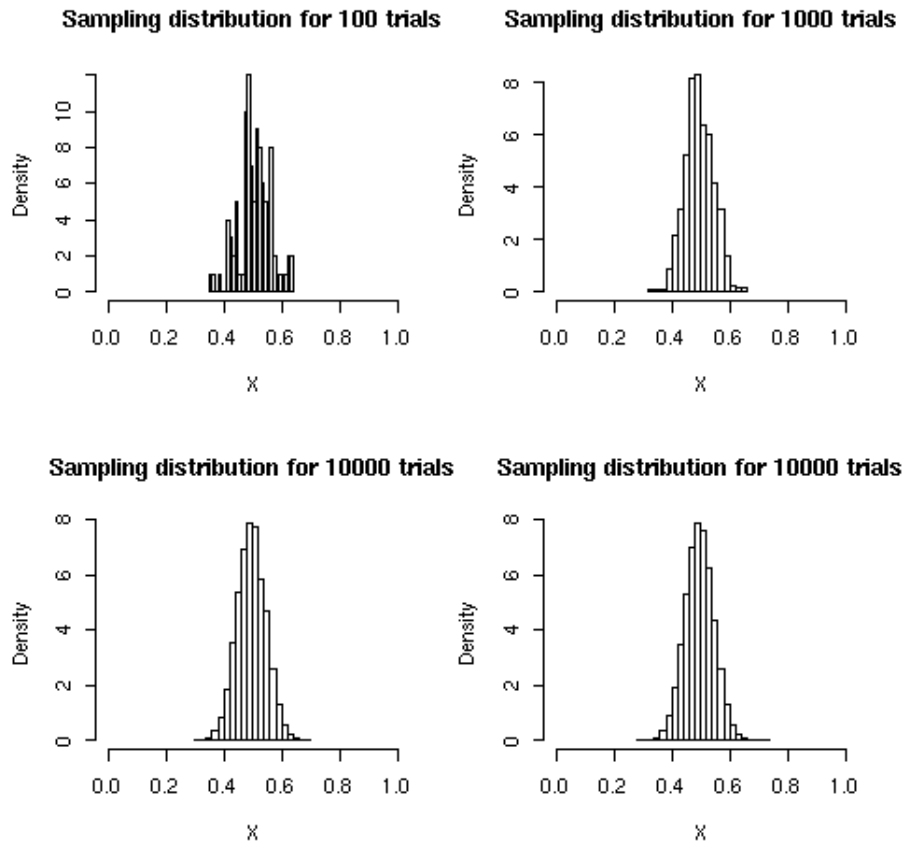 Sampling distribution for 100 trials
Density
0 2 4 6 8 10
0.0 0.2 0.4 0.6 0.8 1.0
X
Sampling distribution for 1000 trials
Density
0 2 4 6 8
0.0 0.2 0.4 0.6 0.8 1.0
X
Sampling distribution for 10000 trials
Density
0 2 4 6 8
0.0 0.2 0.4 0.6 0.8 1.0
X
Sampling distribution for 10000 trials
Density
0 2 4 6 8
0.0 0.2 0.4 0.6 0.8 1.0
X